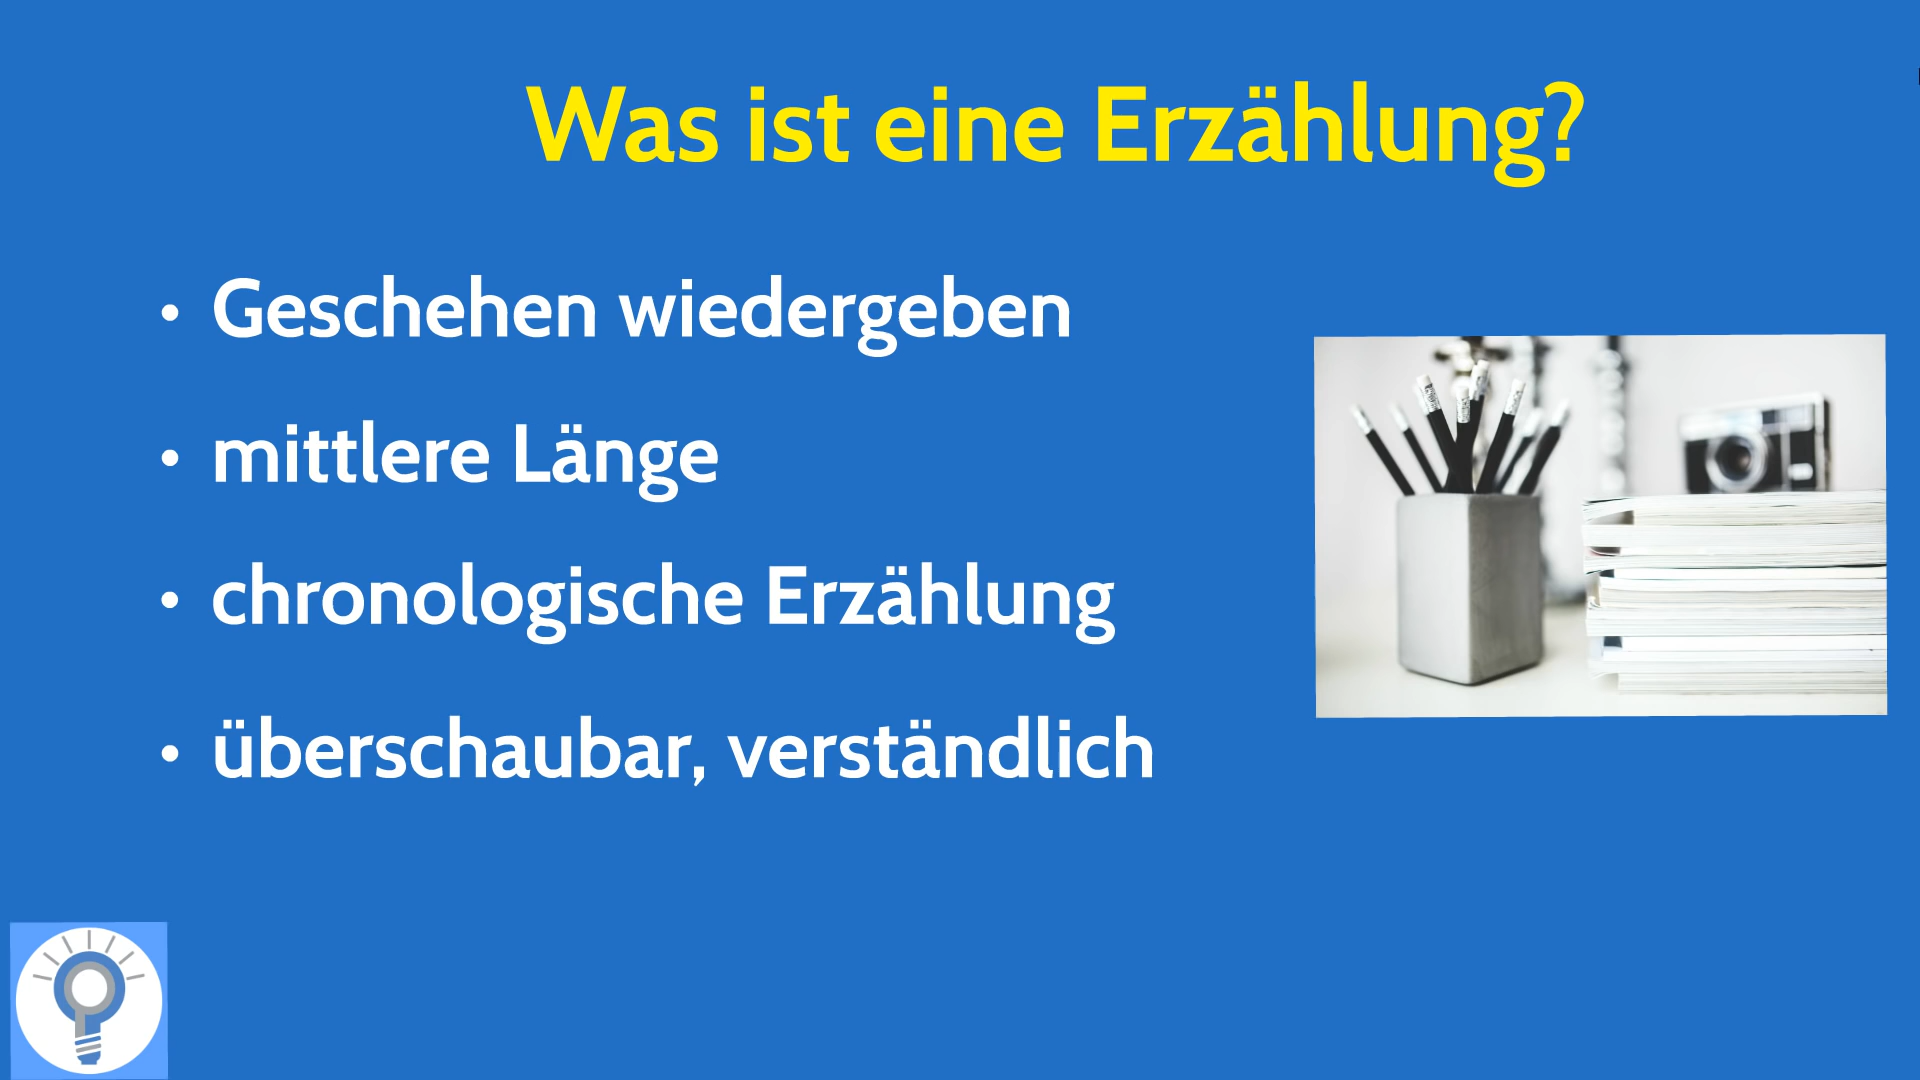 Was ist eine Erzählung?
• Geschehen wiedergeben
• mittlere Länge
• chronologische Erzählung
• überschaubar, verständlich